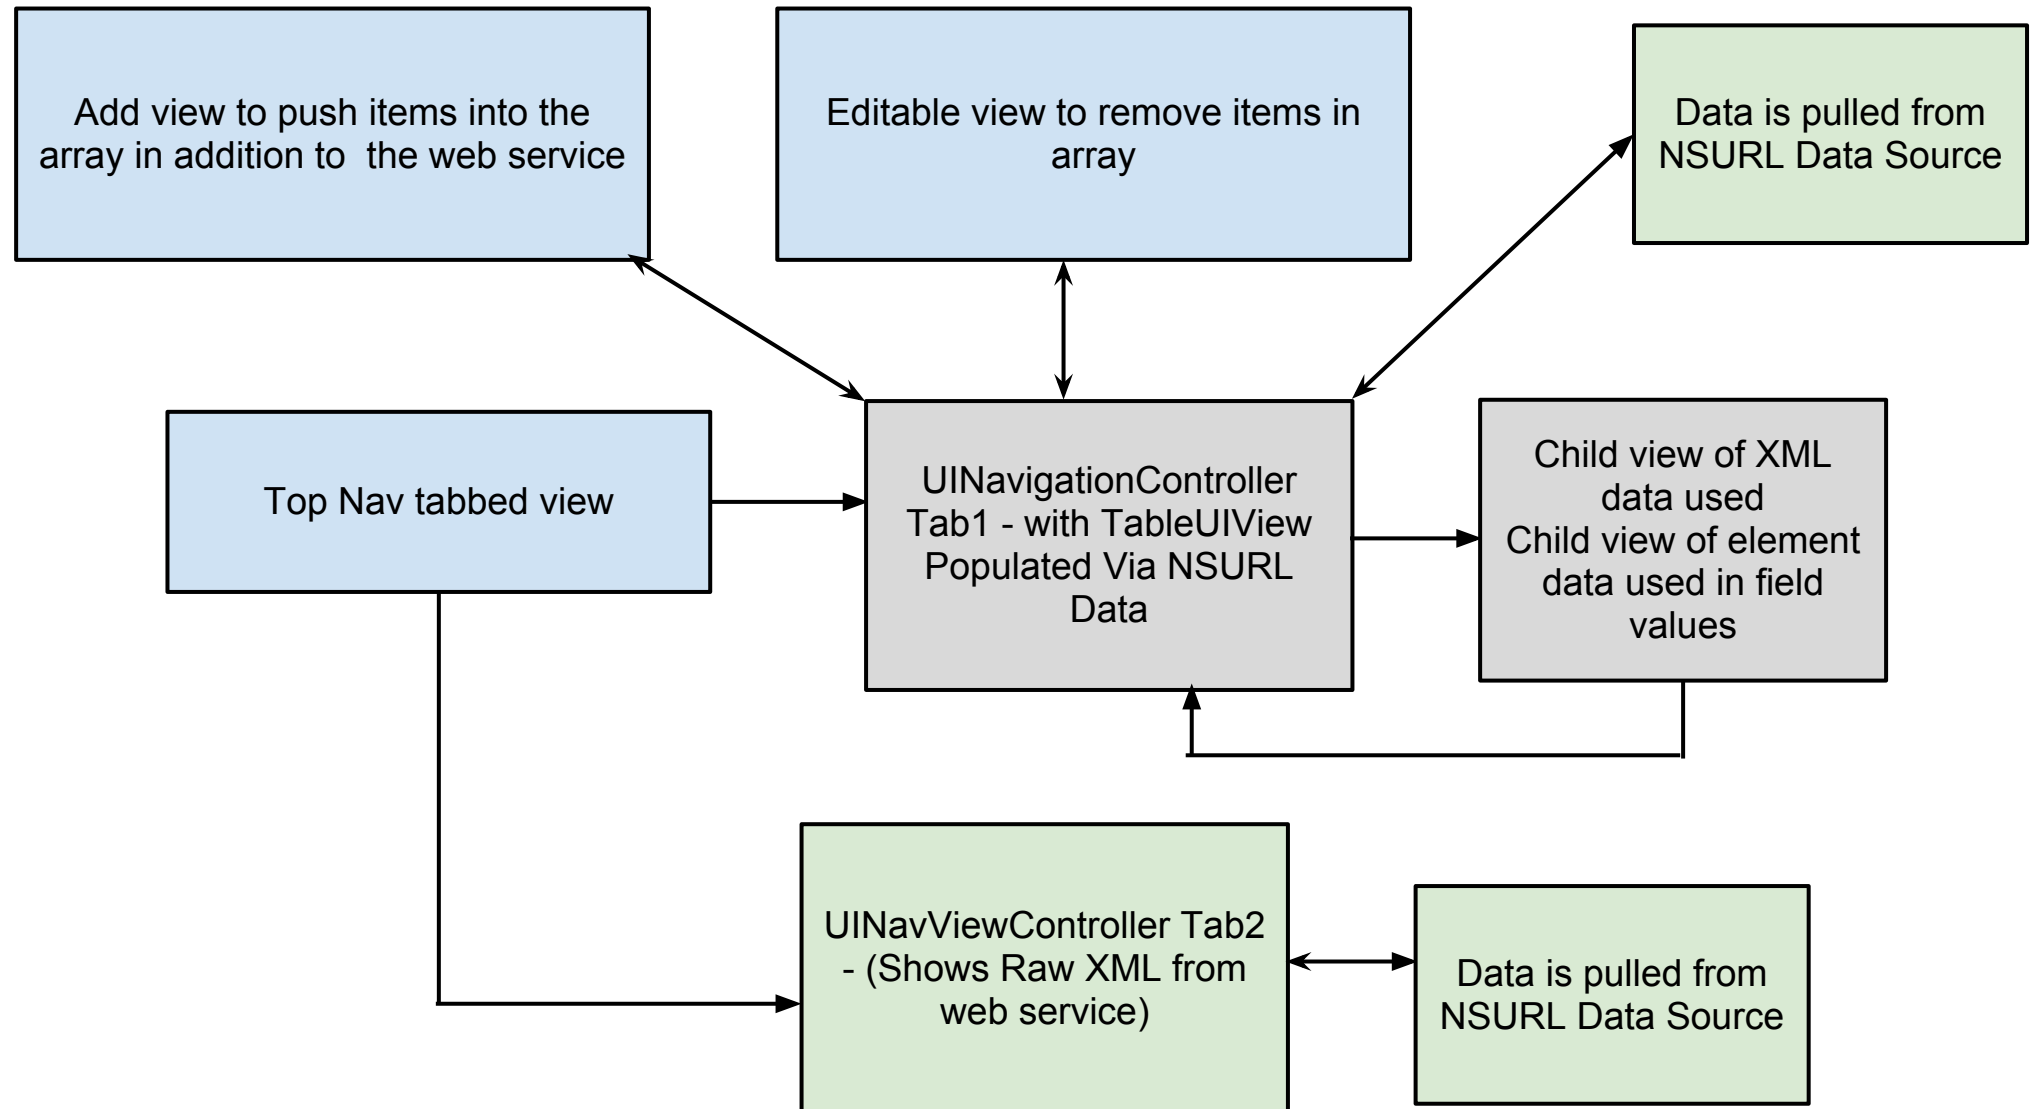 Add view to push items into the
array in addition to  the web service
Editable view to remove items in
array
Data is pulled from
NSURL Data Source
Top Nav tabbed view
UINavigationController
Tab1 - with TableUIView
Populated Via NSURL
Data
Child view of XML
data used
Child view of element
data used in field
values
UINavViewController Tab2
- (Shows Raw XML from
web service)
Data is pulled from
NSURL Data Source